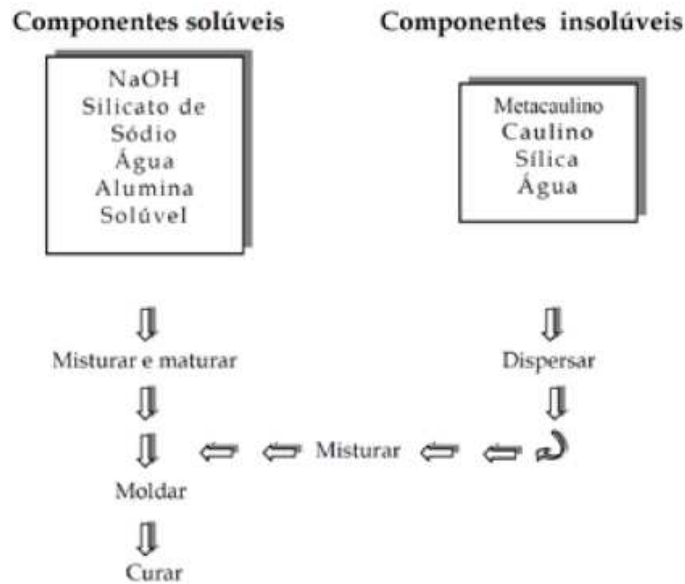 Componentes solúveis
Componentes insolúveis
NaOH
Silicato de
Sódio
Água
Alumina
Solúvel
Metacaulino
Caulino
Sílica
Água
Misturar e maturar
Dispersar
Misturar
Moldar
Curar